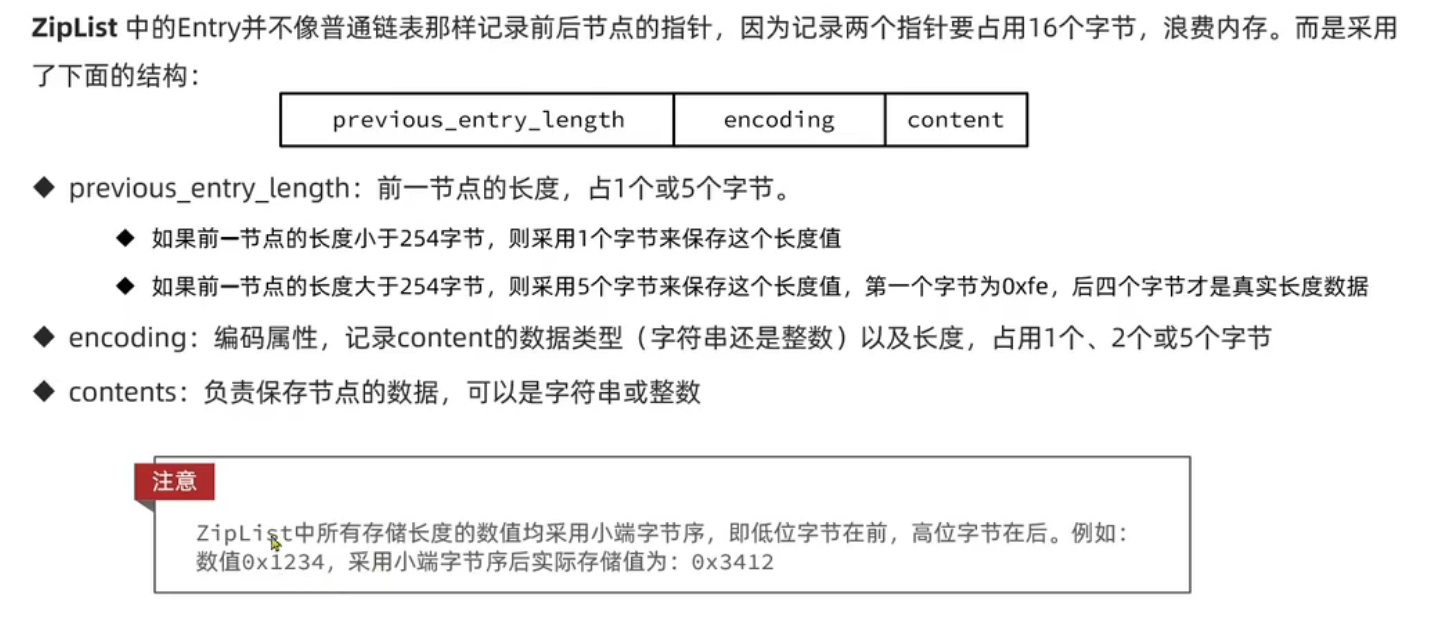 ZipList 中的Entry并不像普通链表那样记录前后节点的指针，因为记录两个指针要占用16个字节，浪费内存。而是采用
了下面的结构：
previous_entry_length encoding content
◆ previous_entry_length：前一节点的长度，占1个或5个字节。
◆ 如果前一节点的长度小于254字节，则采用1个字节来保存这个长度值
◆ 如果前一节点的长度大于254字节，则采用5个字节来保存这个长度值，第一个字节为0xfe，后四个字节才是真实长度数据
◆ encoding：编码属性，记录content的数据类型（字符串还是整数）以及长度，占用1个、2个或5个字节
◆ contents：负责保存节点的数据，可以是字符串或整数
注意
ZipList中所有存储长度的数值均采用小端字节序，即低位字节在前，高位字节在后。例如：
数值0x1234，采用小端字节序后实际存储值为：0x3412